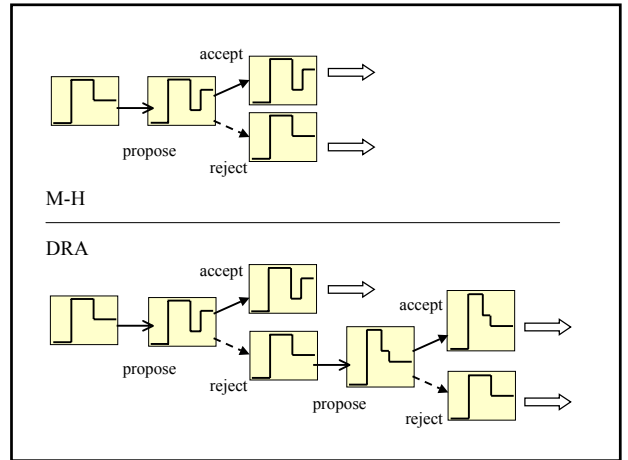 accept
propose
reject
M-H
DRA
accept
propose
reject
propose
accept
reject